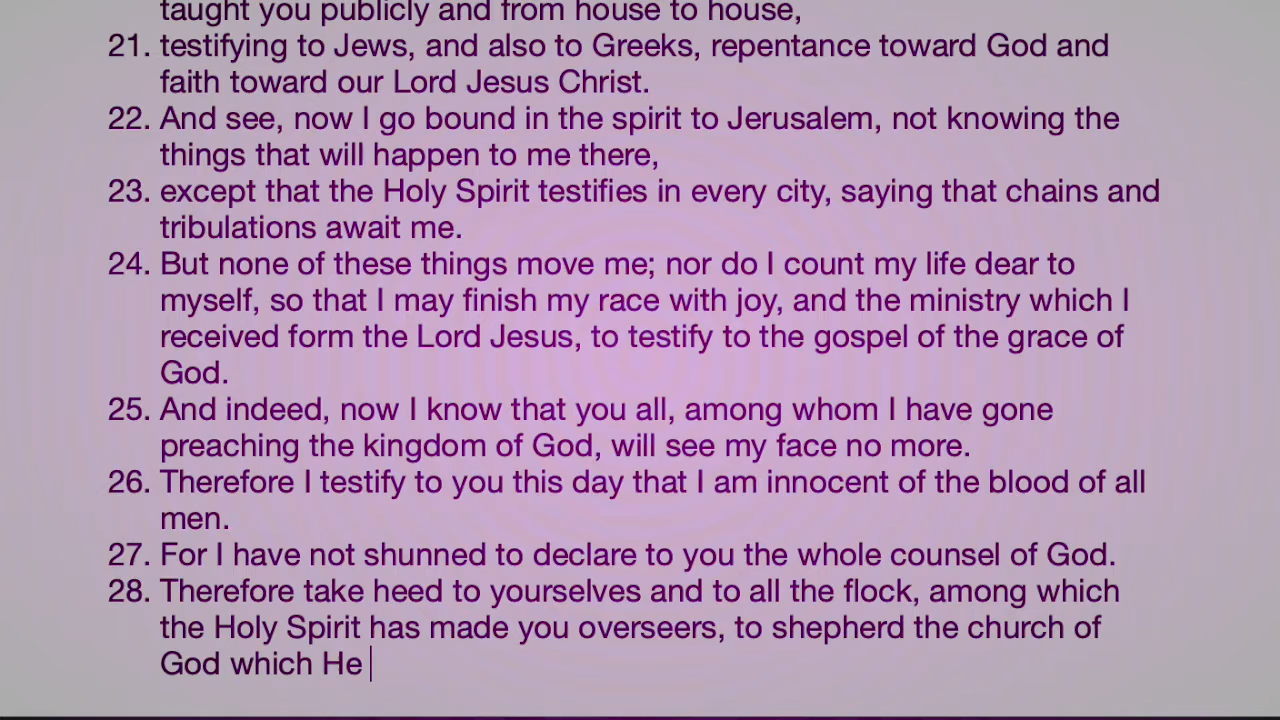 taught you publicly and from house to house,
21. testifying to Jews, and also to Greeks, repentance toward God and
faith toward our Lord Jesus Christ.
22. And see, now I go bound in the spirit to Jerusalem, not knowing the
things that will happen to me there,
23. except that the Holy Spirit testifies in every city, saying that chains and
tribulations await me.
24. But none of these things move me; nor do I count my life dear to
myself, so that I may finish my race with joy, and the ministry which I
received form the Lord Jesus, to testify to the gospel of the grace of
God.
25. And indeed, now I know that you all, among whom I have gone
preaching the kingdom of God, will see my face no more.
26. Therefore I testify to you this day that I am innocent of the blood of all
men.
27. For I have not shunned to declare to you the whole counsel of God.
28. Therefore take heed to yourselves and to all the flock, among which
the Holy Spirit has made you overseers, to shepherd the church of
God which He